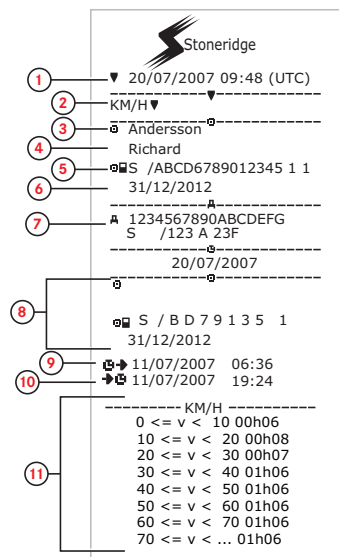 Stoneridge
1 ▼ 20/07/2007 09:48 (UTC)
2 KM/H ▼
3 Andersson
4 Richard
5 S /ABCD6789012345 1 1
6 31/12/2012
7 A 1234567890ABCDEFG
S /123 A 23F
20/07/2007
8
S / B D 7 9 1 3 5 1
31/12/2012
9 11/07/2007 06:36
10 11/07/2007 19:24
11
---------- KM/H ----------
0 <= v < 10 00h06
10 <= v < 20 00h08
20 <= v < 30 00h07
30 <= v < 40 01h06
40 <= v < 50 01h06
50 <= v < 60 01h06
60 <= v < 70 01h06
70 <= v < ... 01h06